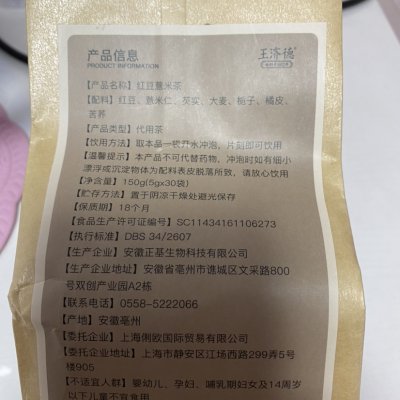 产品信息
PRODUCT INFORMATION
王济德
【产品名称】红豆薏米茶
【配料】红豆、薏米仁、芡实、大麦、栀子、橘皮、
苦荞
【产品类型】代用茶
【饮用方法】取本品一袋开水冲泡，片刻即可饮用
【温馨提示】本产品不可代替药物，冲泡时如有细小
漂浮或沉淀物体为配料表皮脱落所致，请放心饮用
【净含量】150g(5gx30袋)
【贮存方法】置于阴凉干燥处避光保存
【保质期】18个月
【食品生产许可证编号】SC11434161106273
【执行标准】DBS 34/2607
【生产企业】安徽正基生物科技有限公司
【生产企业地址】安徽省亳州市谯城区文采路800
号双创产业园A2栋
【联系电话】0558-5222066
【产地】安徽亳州
【委托企业】上海俐欧国际贸易有限公司
【委托企业地址】上海市静安区江场西路299弄5号
楼905
【不适宜人群】婴幼儿、孕妇、哺乳期妇女及14周岁
以下儿童不宜食用